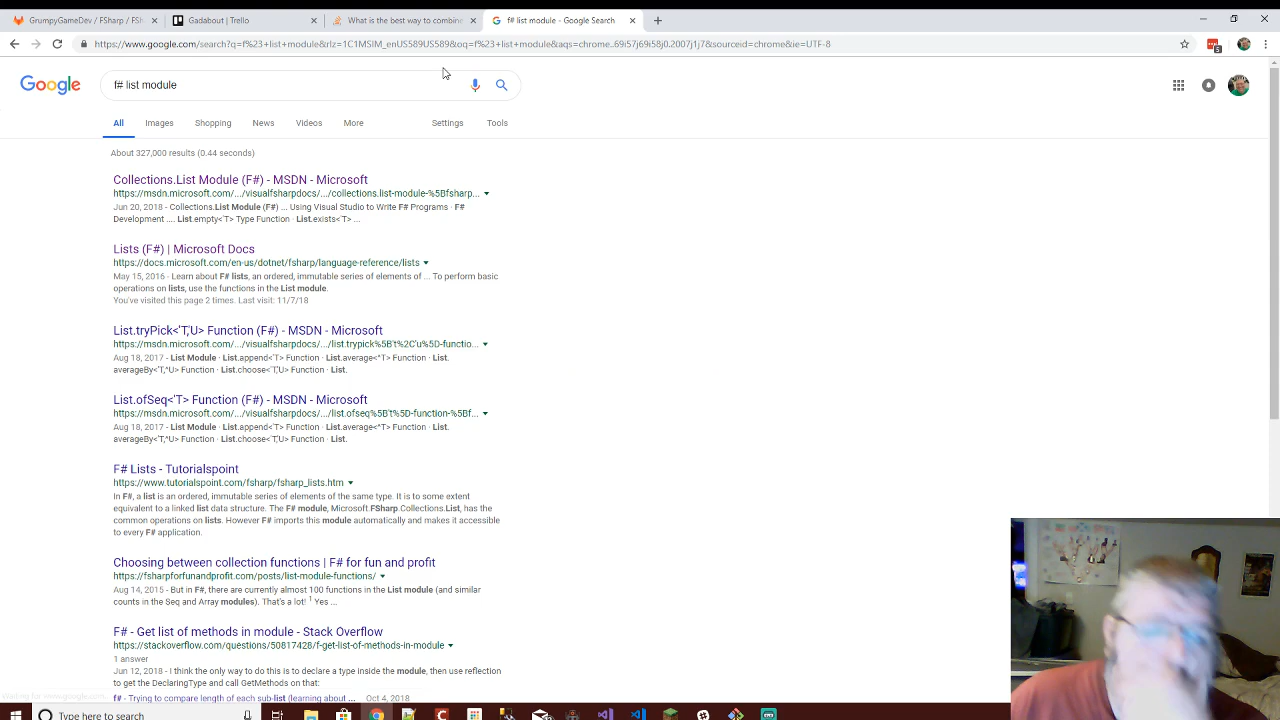 GrumpyGameDev / FSharp / FSh
Gadabout | Trello
What is the best way to combine
f# list module - Google Search
https://www.google.com/search?q=f%23+list+module&rlz=1C1MSIM_enUS589US589&oq=f%23+list+module&aqs=chrome..69i57j69i58j0.2007j1j7&sourceid=chrome&ie=UTF-8
Google
f# list module
All
Images
Shopping
News
Videos
More
Settings
Tools
About 327,000 results (0.44 seconds)
Collections.List Module (F#) - MSDN - Microsoft
https://msdn.microsoft.com/.../visualfsharpdocs/.../collections.list-module-%5Bfsharp...
Jun 20, 2018 - Collections.List Module (F#) ... Using Visual Studio to Write F# Programs · F#
Development .... List.empty<'T> Type Function · List.exists<'T> ...
Lists (F#) | Microsoft Docs
https://docs.microsoft.com/en-us/dotnet/fsharp/language-reference/lists
May 15, 2016 - Learn about F# lists, an ordered, immutable series of elements of ... To perform basic
operations on lists, use the functions in the List module.
You've visited this page 2 times. Last visit: 11/7/18
List.tryPick<'T,'U> Function (F#) - MSDN - Microsoft
https://msdn.microsoft.com/.../visualfsharpdocs/.../list.trypick%5B't%2C'u%5D-functio...
Aug 18, 2017 - List Module · List.append<'T> Function · List.average<^T> Function · List.
averageBy<'T,^U> Function · List.choose<'T,'U> Function · List.
List.ofSeq<'T> Function (F#) - MSDN - Microsoft
https://msdn.microsoft.com/.../visualfsharpdocs/.../list.ofseq%5B't%5D-function-%5Bf...
Aug 18, 2017 - List Module · List.append<'T> Function · List.average<^T> Function · List.
averageBy<'T,^U> Function · List.choose<'T,'U> Function · List.
F# Lists - Tutorialspoint
https://www.tutorialspoint.com/fsharp/fsharp_lists.htm
In F#, a list is an ordered, immutable series of elements of the same type. It is to some extent
equivalent to a linked list data structure. The F# module, Microsoft.FSharp.Collections.List, has the
common operations on lists. However F# imports this module automatically and makes it accessible
to every F# application.
Choosing between collection functions | F# for fun and profit
https://fsharpforfunandprofit.com/posts/list-module-functions/
Aug 14, 2015 - But in F#, there are currently almost 100 functions in the List module (and similar
counts in the Seq and Array modules). That's a lot! 1 Yes ...
F# - Get list of methods in module - Stack Overflow
https://stackoverflow.com/questions/50817428/f-get-list-of-methods-in-module
1 answer
Jun 12, 2018 - I think the only way to do this is to declare a type inside the module, then use reflection
to get the DeclaringType and call GetMethods on that:
f# - Trying to compare length of each sub-list (learning about ... Oct 4, 2018
Waiting for www.google.com...
Type here to search